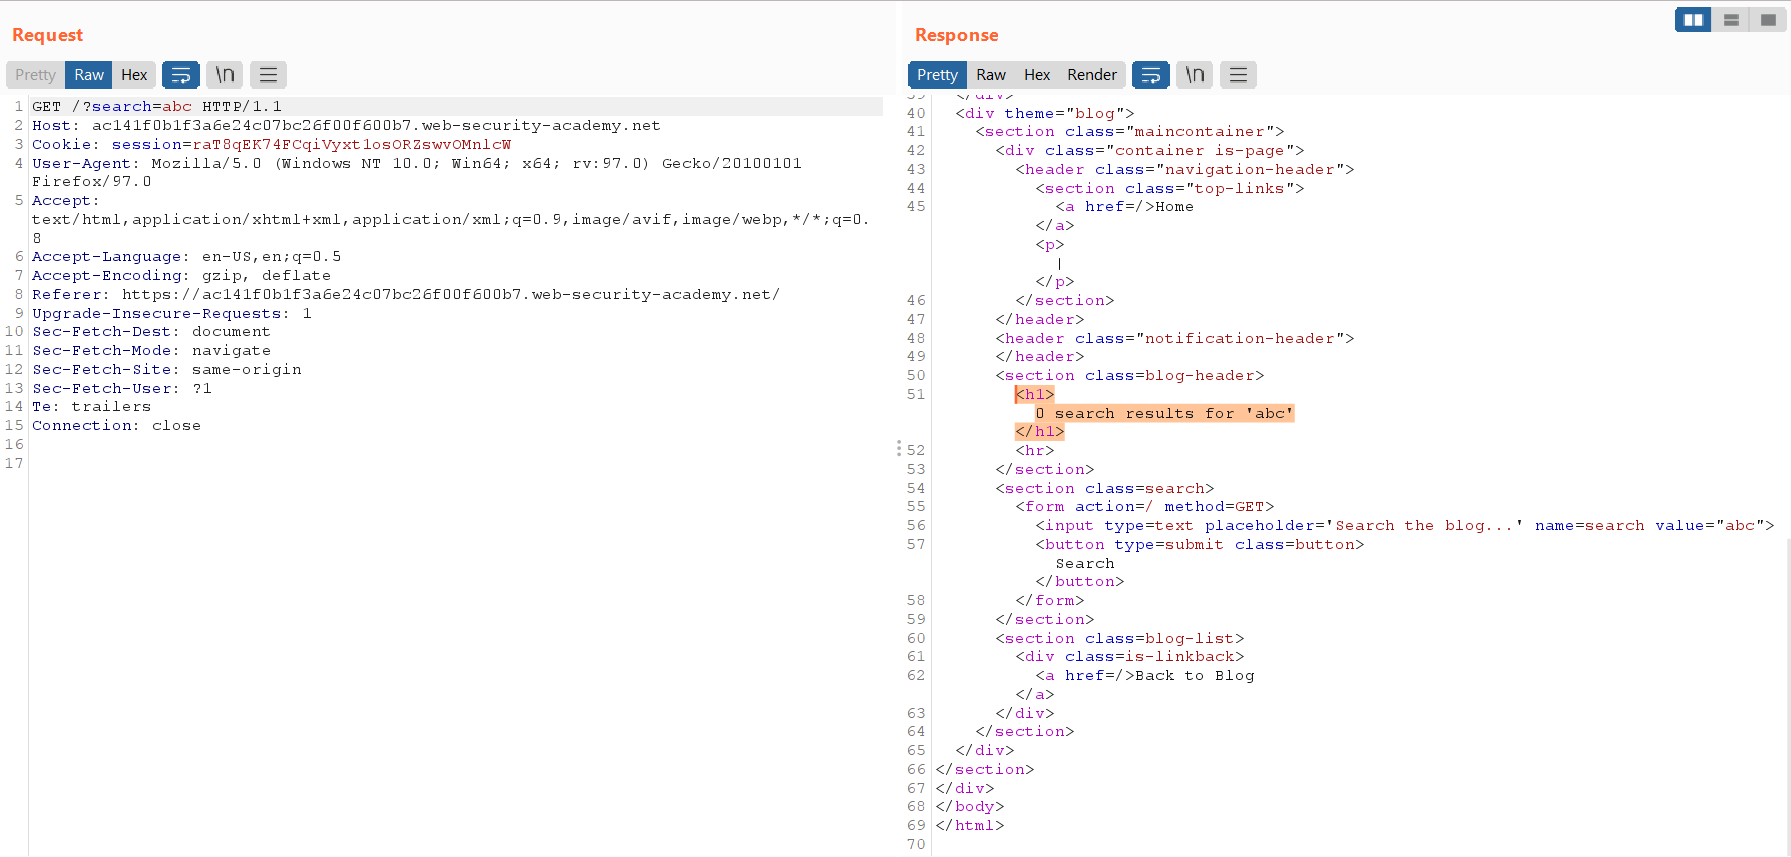 Request
Pretty Raw Hex \n
1 GET /?search=abc HTTP/1.1
2 Host: ac141f0b1f3a6e24c07bc26f00f600b7.web-security-academy.net
3 Cookie: session=raT8qEK74FCqiVyxt1osORZswvOMnlcW
4 User-Agent: Mozilla/5.0 (Windows NT 10.0; Win64; x64; rv:97.0) Gecko/20100101
Firefox/97.0
5 Accept:
text/html,application/xhtml+xml,application/xml;q=0.9,image/avif,image/webp,*/*;q=0.
8
6 Accept-Language: en-US,en;q=0.5
7 Accept-Encoding: gzip, deflate
8 Referer: https://ac141f0b1f3a6e24c07bc26f00f600b7.web-security-academy.net/
9 Upgrade-Insecure-Requests: 1
10 Sec-Fetch-Dest: document
11 Sec-Fetch-Mode: navigate
12 Sec-Fetch-Site: same-origin
13 Sec-Fetch-User: ?1
14 Te: trailers
15 Connection: close
16
17
Response
Pretty Raw Hex Render \n
39 </div>
40 <div theme="blog">
41 <section class="maincontainer">
42 <div class="container is-page">
43 <header class="navigation-header">
44 <section class="top-links">
45 <a href=/>Home
</a>
<p>
|
</p>
46 </section>
47 </header>
48 <header class="notification-header">
49 </header>
50 <section class=blog-header>
51 <h1>
0 search results for 'abc'
</h1>
52 <hr>
53 </section>
54 <section class=search>
55 <form action=/ method=GET>
56 <input type=text placeholder='Search the blog...' name=search value="abc">
57 <button type=submit class=button>
Search
</button>
58 </form>
59 </section>
60 <section class=blog-list>
61 <div class=is-linkback>
62 <a href=/>Back to Blog
</a>
63 </div>
64 </section>
65 </div>
66 </section>
67 </div>
68 </body>
69 </html>
70